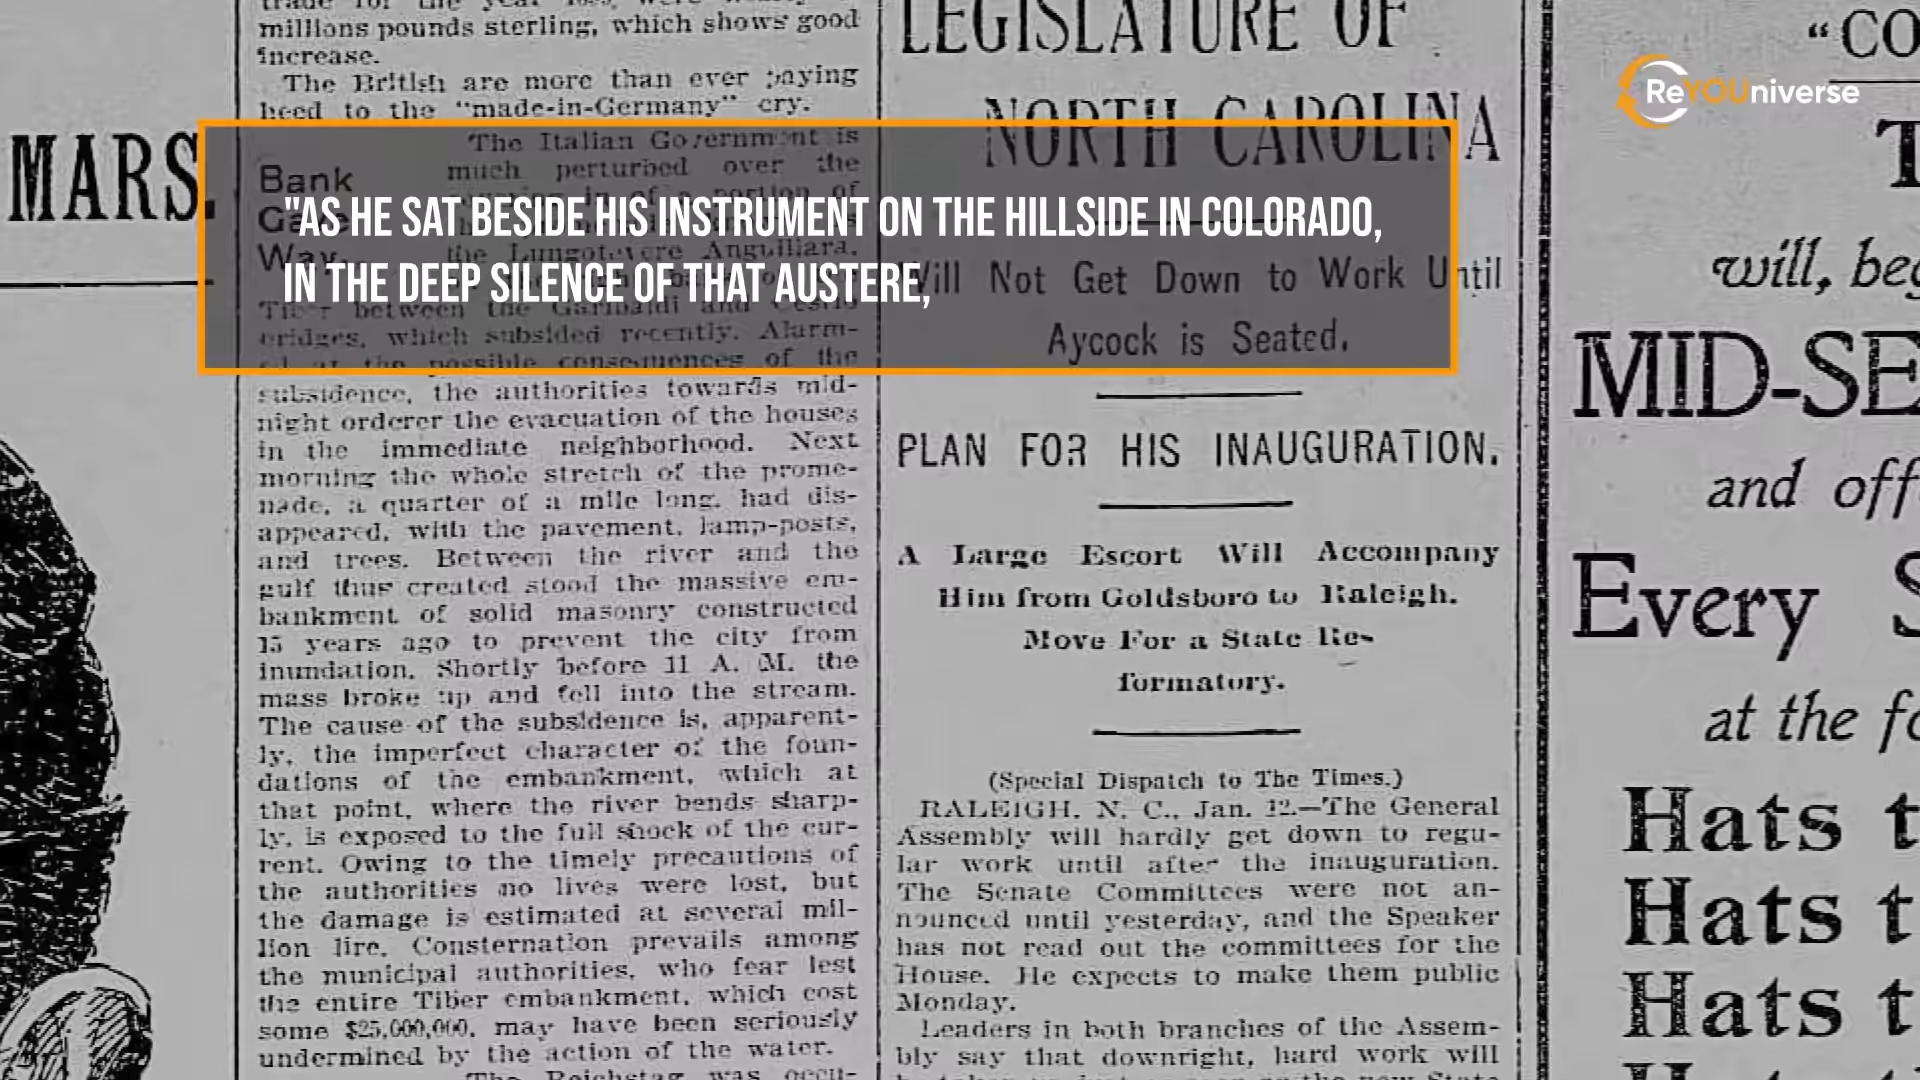 trade for the year
millions pounds sterling, which shows good
increase.
The British are more than ever paying
heed to the "made-in-Germany" cry.
The Italian Government is
much perturbed over the
Bank
Way.
the Lungotevere Anguillara,
Tiber between the Garibaldi and Cestio
bridges, which subsided recently. Alarm-
ed at the possible consequences of the
subsidence, the authorities towards mid-
night orderer the evacuation of the houses
in the immediate neighborhood. Next
morning the whole stretch of the prome-
nade, a quarter of a mile long, had dis-
appeared, with the pavement, lamp-posts,
and trees. Between the river and the
gulf thus created stood the massive em-
bankment of solid masonry constructed
15 years ago to prevent the city from
inundation. Shortly before 11 A. M. the
mass broke up and fell into the stream.
The cause of the subsidence is, apparent-
ly, the imperfect character of the foun-
dations of the embankment, which at
that point, where the river bends sharp-
ly, is exposed to the full shock of the cur-
rent. Owing to the timely precautions of
the authorities no lives were lost, but
the damage is estimated at several mil-
lion lire. Consternation prevails among
the municipal authorities, who fear lest
the entire Tiber embankment, which cost
some $25,000,000, may have been seriously
undermined by the action of the water.
The Reichstag was occu-
MARS.
"AS HE SAT BESIDE HIS INSTRUMENT ON THE HILLSIDE IN COLORADO,
IN THE DEEP SILENCE OF THAT AUSTERE,
LEGISLATURE OF
NORTH CAROLINA
Will Not Get Down to Work Until
Aycock is Seated.
PLAN FOR HIS INAUGURATION.
A Large Escort Will Accompany
Him from Goldsboro to Raleigh.
Move For a State Re-
formatory.
(Special Dispatch to The Times.)
RALEIGH, N. C., Jan. 12.—The General
Assembly will hardly get down to regu-
lar work until after the inauguration.
The Senate Committees were not an-
nounced until yesterday, and the Speaker
has not read out the committees for the
House. He expects to make them public
Monday.
Leaders in both branches of the Assem-
bly say that downright, hard work will
ReYOUniverse
"CO
T
will, beg
MID-SE
and off
Every S
at the fo
Hats t
Hats t
Hats t